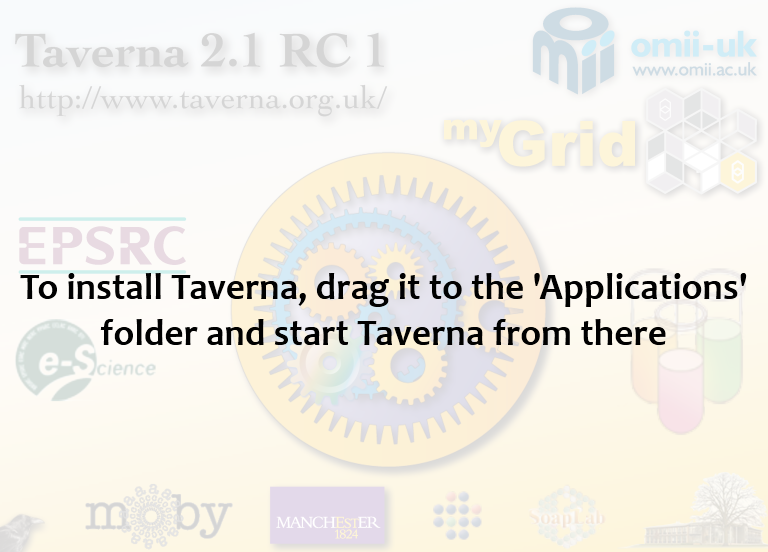 Taverna 2.1 RC 1
http://www.taverna.org.uk/
omii
omii-uk
www.omii.ac.uk
myGrid
EPSRC
To install Taverna, drag it to the 'Applications'
folder and start Taverna from there
e-Science
moby
MANCHESTER
1824
SoapLab